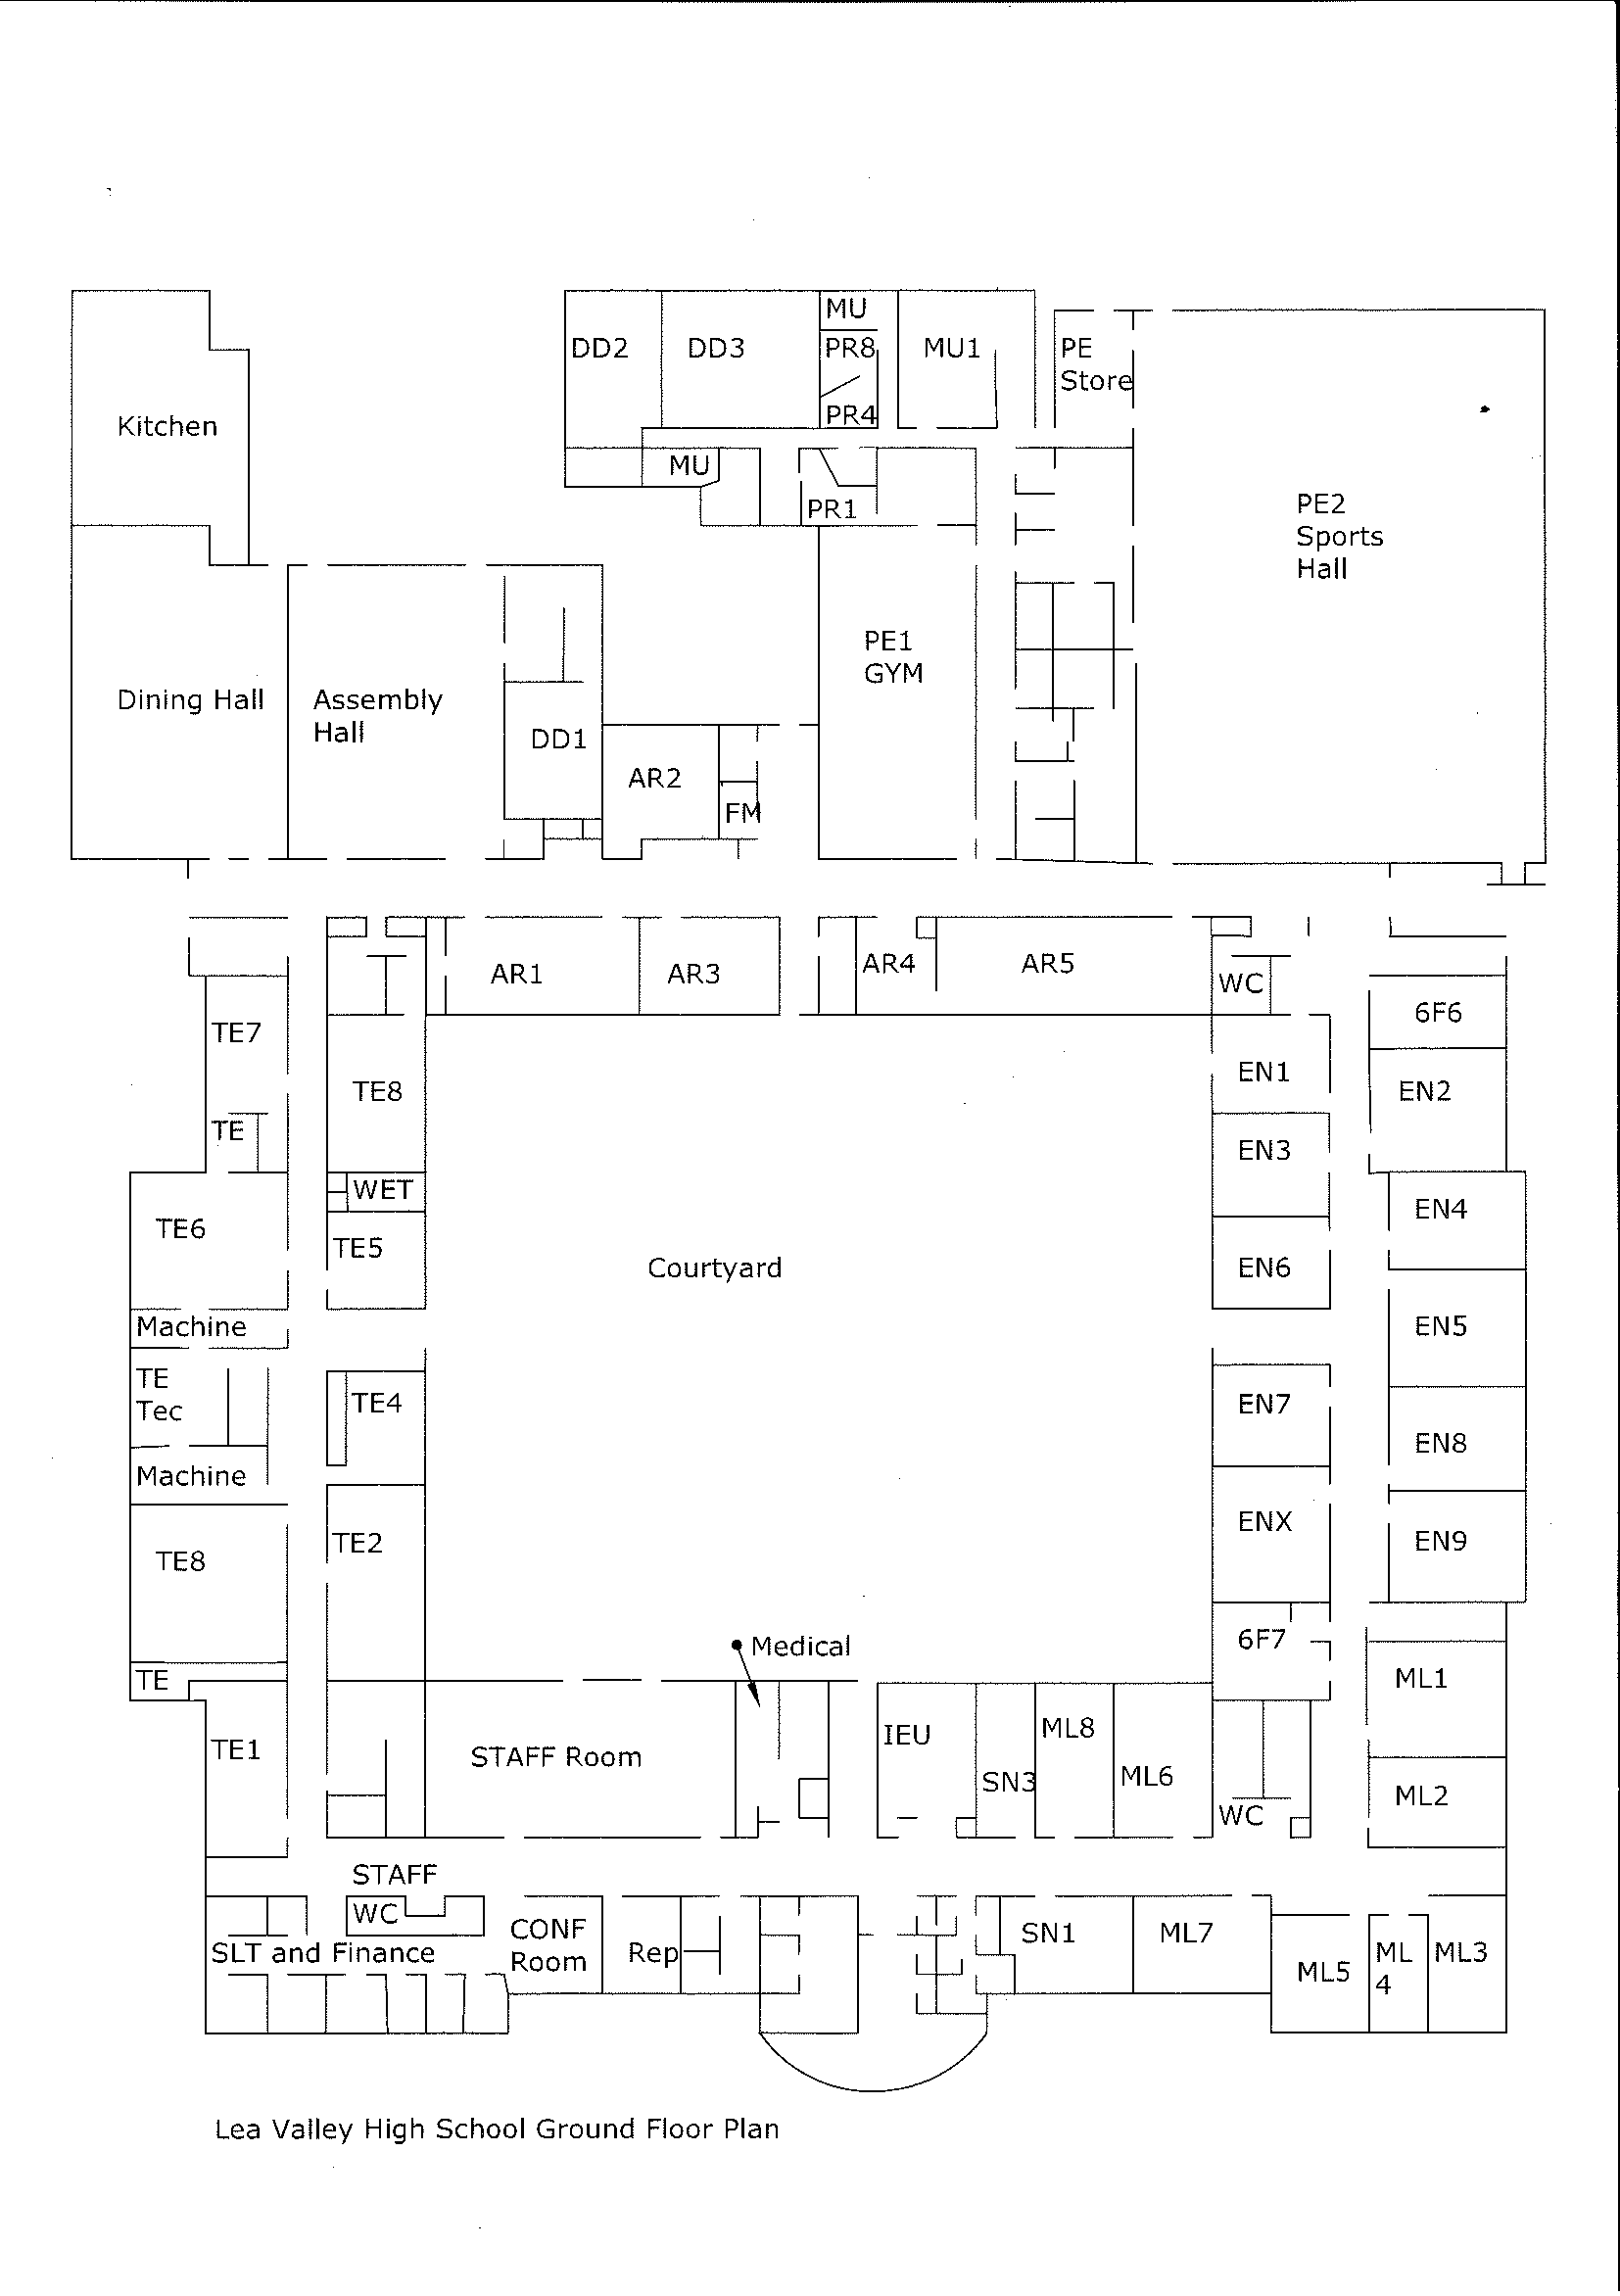 MU
DD2
DD3
PR8
MU1
PE
Store
PR4
Kitchen
MU
PR1
PE2
Sports
Hall
PE1
GYM
Dining Hall
Assembly
Hall
DD1
AR2
FM
AR1
AR3
AR4
AR5
WC
6F6
TE7
TE8
EN1
EN2
TE
EN3
WET
EN4
TE6
TE5
Courtyard
EN6
Machine
EN5
TE
Tec
TE4
EN7
EN8
Machine
TE2
ENX
EN9
TE8
Medical
6F7
TE
ML1
TE1
STAFF Room
IEU
ML8
SN3
ML6
ML2
WC
STAFF
WC
SLT and Finance
CONF
Room
Rep
SN1
ML7
ML5
ML
4
ML3
Lea Valley High School Ground Floor Plan